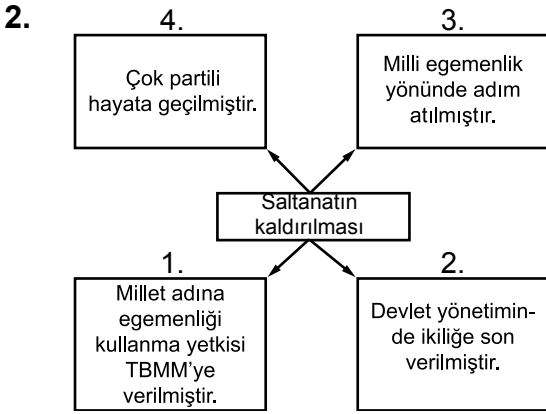 2.
4.
Çok partili
hayata geçilmiştir.
3.
Milli egemenlik
yönünde adım
atılmıştır.
Saltanatın
kaldırılması
1.
Millet adına
egemenliği
kullanma yetkisi
TBMM'ye
verilmiştir.
2.
Devlet yönetimin-
de ikiliğe son
verilmiştir.